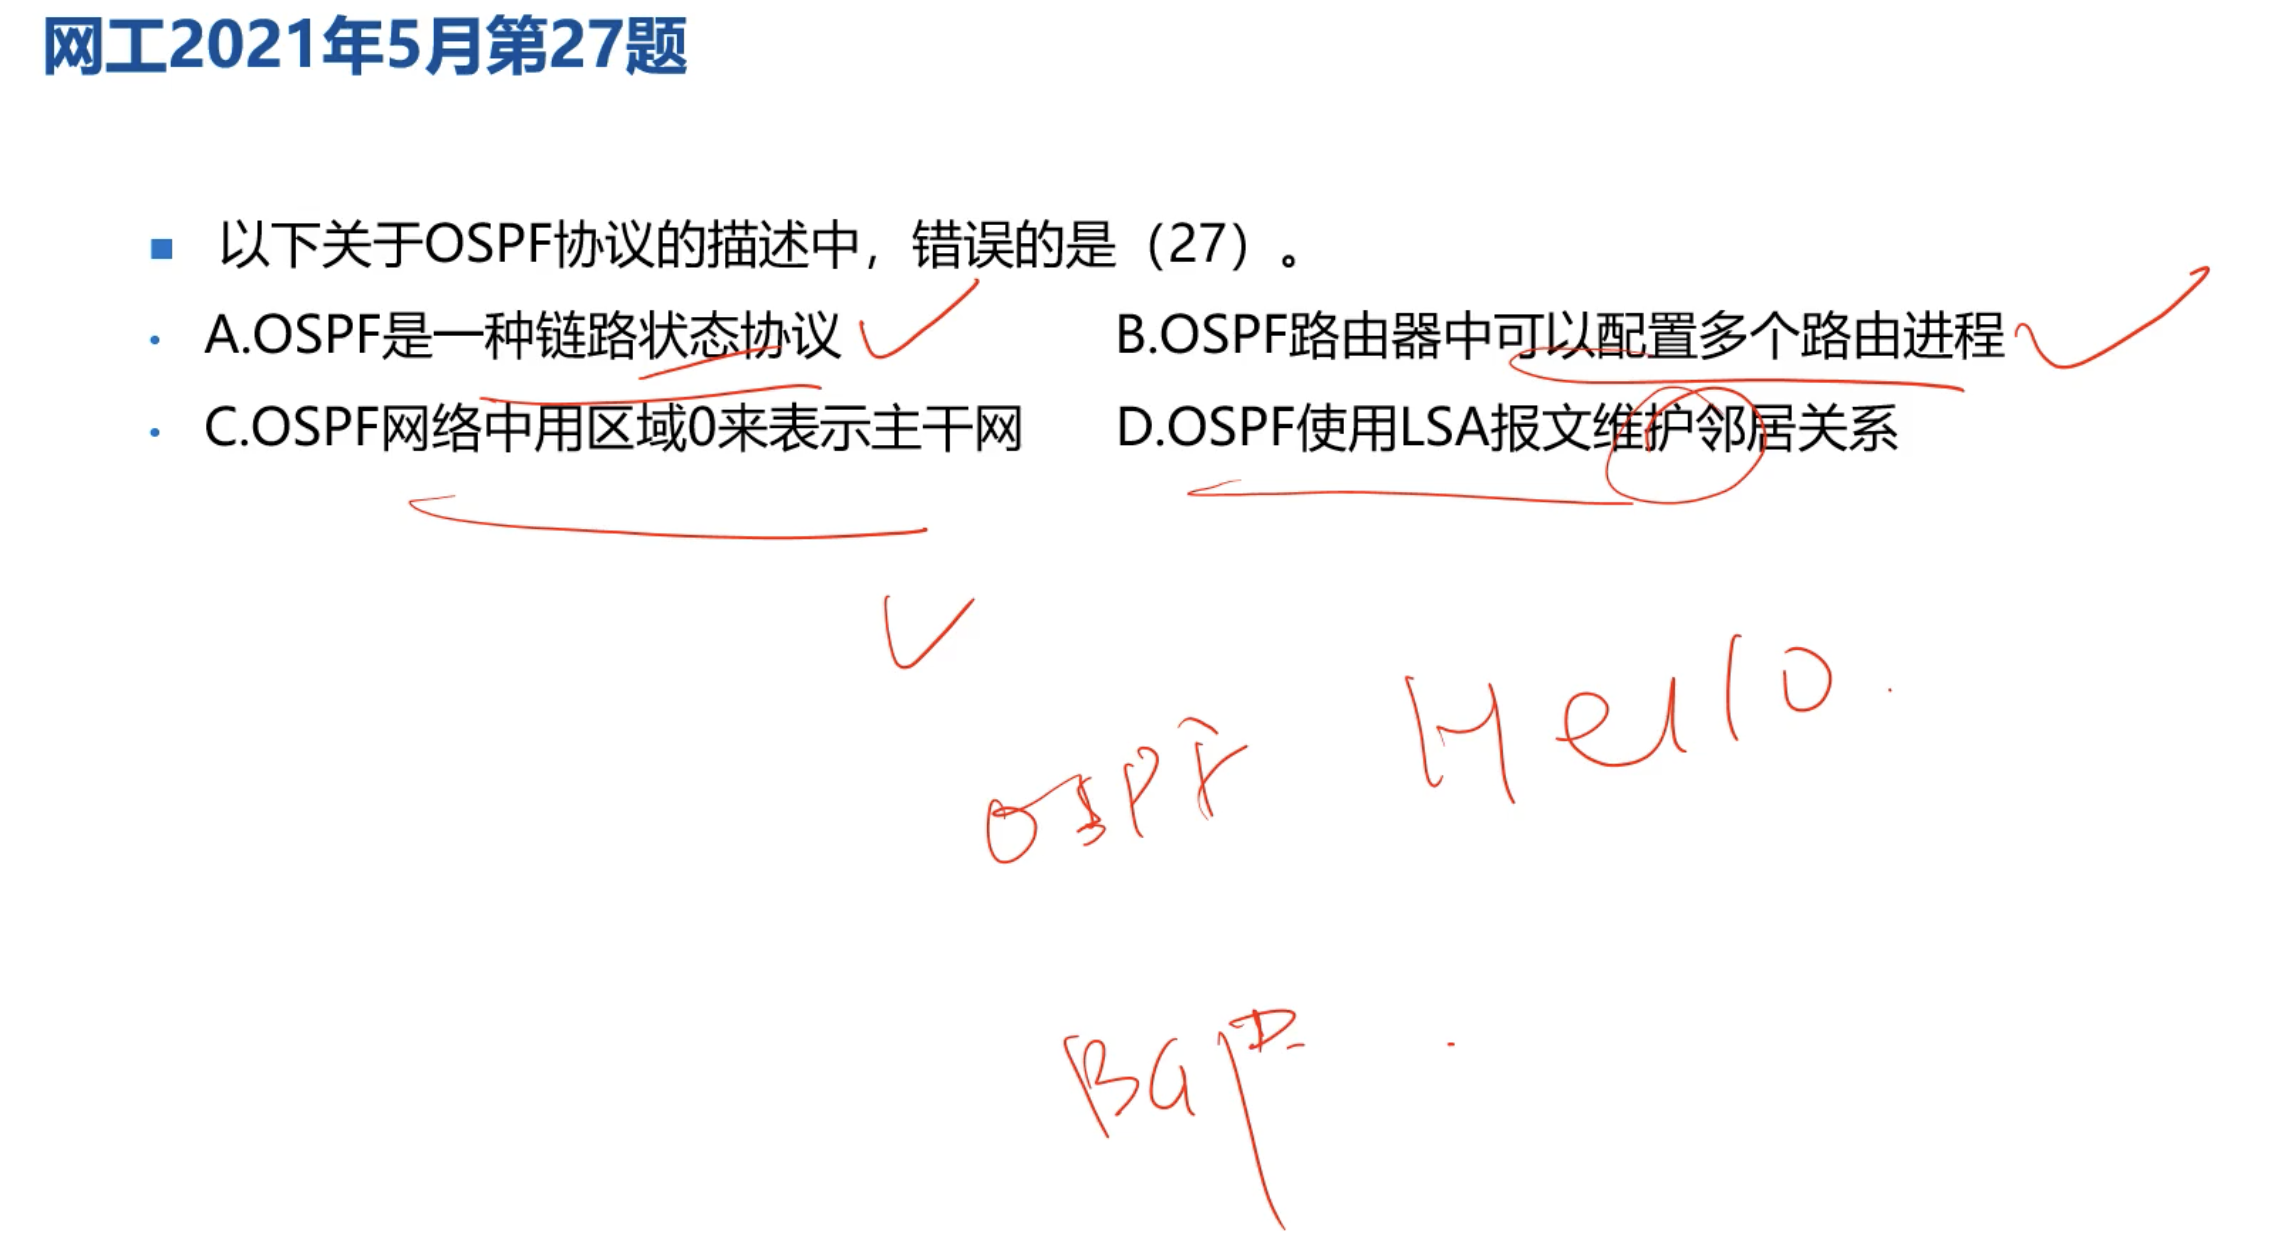 网工2021年5月第27题
■ 以下关于OSPF协议的描述中，错误的是（27）。
• A.OSPF是一种链路状态协议 B.OSPF路由器中可以配置多个路由进程
• C.OSPF网络中用区域0来表示主干网 D.OSPF使用LSA报文维护邻居关系
OSPF Hello.
BGP